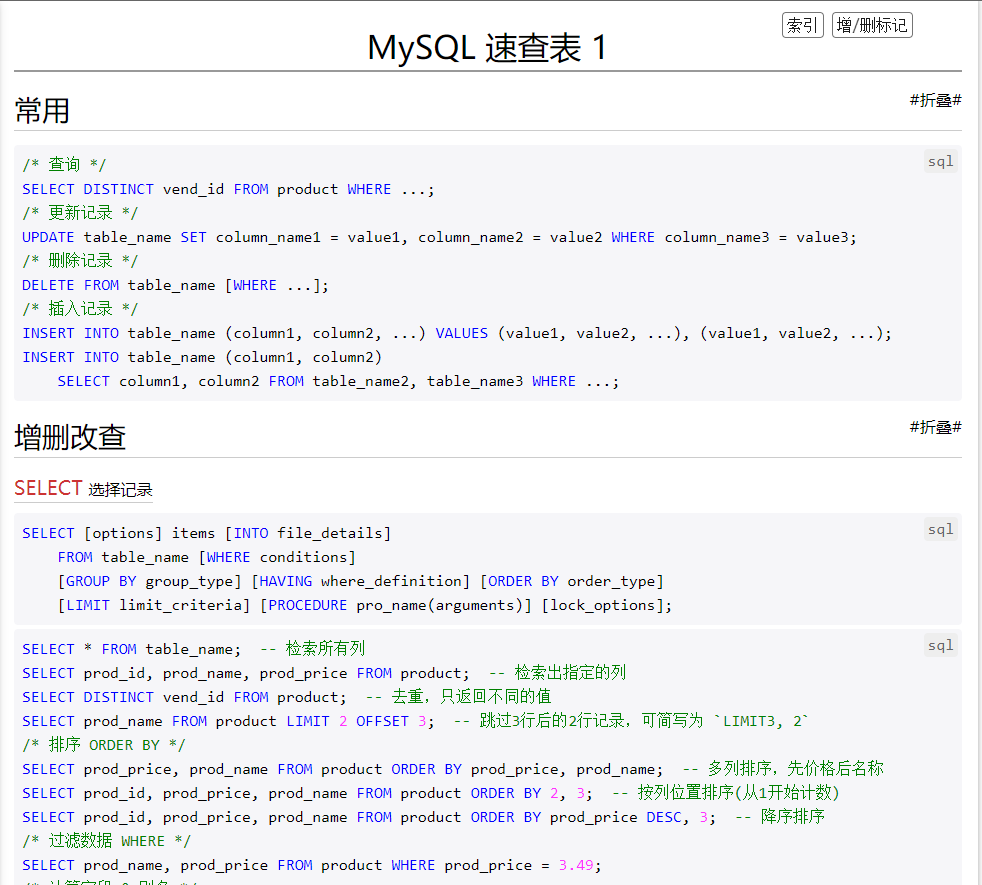 索引 增/删标记
MySQL 速查表 1
常用 #折叠#
sql
/* 查询 */
SELECT DISTINCT vend_id FROM product WHERE ...;
/* 更新记录 */
UPDATE table_name SET column_name1 = value1, column_name2 = value2 WHERE column_name3 = value3;
/* 删除记录 */
DELETE FROM table_name [WHERE ...];
/* 插入记录 */
INSERT INTO table_name (column1, column2, ...) VALUES (value1, value2, ...), (value1, value2, ...);
INSERT INTO table_name (column1, column2)
    SELECT column1, column2 FROM table_name2, table_name3 WHERE ...;
增删改查 #折叠#
SELECT 选择记录
sql
SELECT [options] items [INTO file_details]
    FROM table_name [WHERE conditions]
    [GROUP BY group_type] [HAVING where_definition] [ORDER BY order_type]
    [LIMIT limit_criteria] [PROCEDURE pro_name(arguments)] [lock_options];
sql
SELECT * FROM table_name;  -- 检索所有列
SELECT prod_id, prod_name, prod_price FROM product;  -- 检索出指定的列
SELECT DISTINCT vend_id FROM product;  -- 去重，只返回不同的值
SELECT prod_name FROM product LIMIT 2 OFFSET 3;  -- 跳过3行后的2行记录，可简写为 `LIMIT3, 2`
/* 排序 ORDER BY */
SELECT prod_price, prod_name FROM product ORDER BY prod_price, prod_name;  -- 多列排序，先价格后名称
SELECT prod_id, prod_price, prod_name FROM product ORDER BY 2, 3;  -- 按列位置排序(从1开始计数)
SELECT prod_id, prod_price, prod_name FROM product ORDER BY prod_price DESC, 3;  -- 降序排序
/* 过滤数据 WHERE */
SELECT prod_name, prod_price FROM product WHERE prod_price = 3.49;